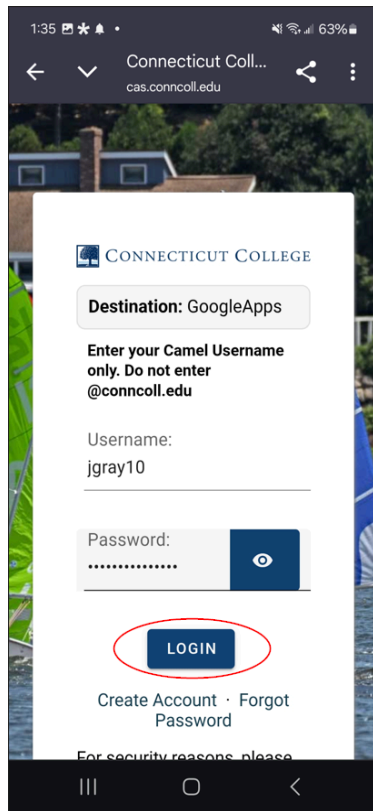 1:35 63%
Connecticut Coll...
cas.conncoll.edu
CONNECTICUT COLLEGE
Destination: GoogleApps
Enter your Camel Username
only. Do not enter
@conncoll.edu
Username:
jgray10
Password:
•••••••••••••••
LOGIN
Create Account · Forgot
Password
For security reasons, please